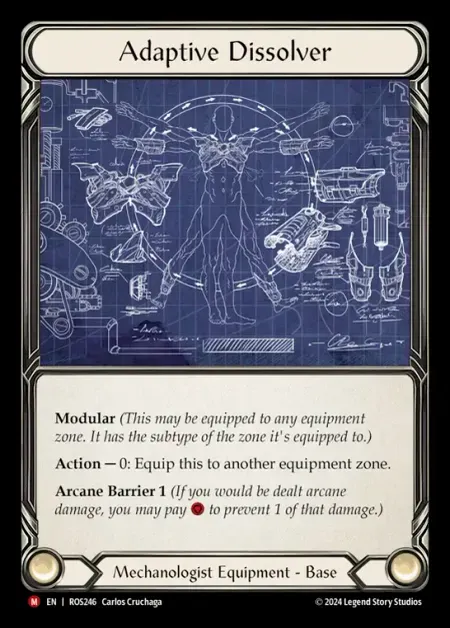 Adaptive Dissolver
Modular (This may be equipped to any equipment
zone. It has the subtype of the zone it's equipped to.)
Action — 0: Equip this to another equipment zone.
Arcane Barrier 1 (If you would be dealt arcane
damage, you may pay to prevent 1 of that damage.)
Mechanologist Equipment - Base
M EN | ROS246 Carlos Cruchaga © 2024 Legend Story Studios